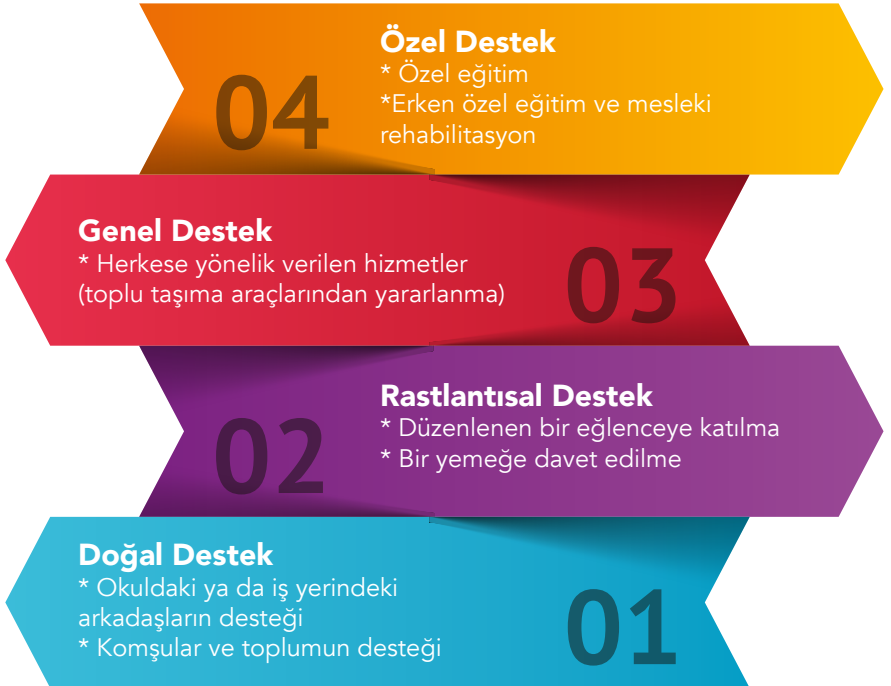 04
Özel Destek
* Özel eğitim
*Erken özel eğitim ve mesleki
rehabilitasyon
Genel Destek
* Herkese yönelik verilen hizmetler
(toplu taşıma araçlarından yararlanma)
03
02
Rastlantısal Destek
* Düzenlenen bir eğlenceye katılma
* Bir yemeğe davet edilme
Doğal Destek
* Okuldaki ya da iş yerindeki
arkadaşların desteği
* Komşular ve toplumun desteği
01